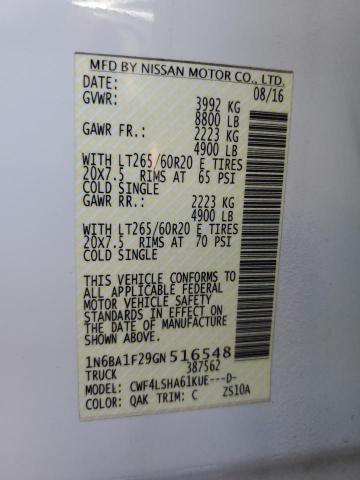 MFD BY NISSAN MOTOR CO., LTD.
DATE: 08/16
GVWR: 3992 KG
8800 LB
GAWR FR.: 2223 KG
4900 LB
WITH LT265/60R20 E TIRES
20X7.5 RIMS AT 65 PSI
COLD SINGLE
GAWR RR.: 2223 KG
4900 LB
WITH LT265/60R20 E TIRES
20X7.5 RIMS AT 70 PSI
COLD SINGLE
THIS VEHICLE CONFORMS TO
ALL APPLICABLE FEDERAL
MOTOR VEHICLE SAFETY
STANDARDS IN EFFECT ON
THE DATE OF MANUFACTURE
SHOWN ABOVE.
1N6BA1F29GN516548
TRUCK 387562
MODEL: CWF4LSHA61KUE---D-
COLOR: QAK TRIM: C ZS10A